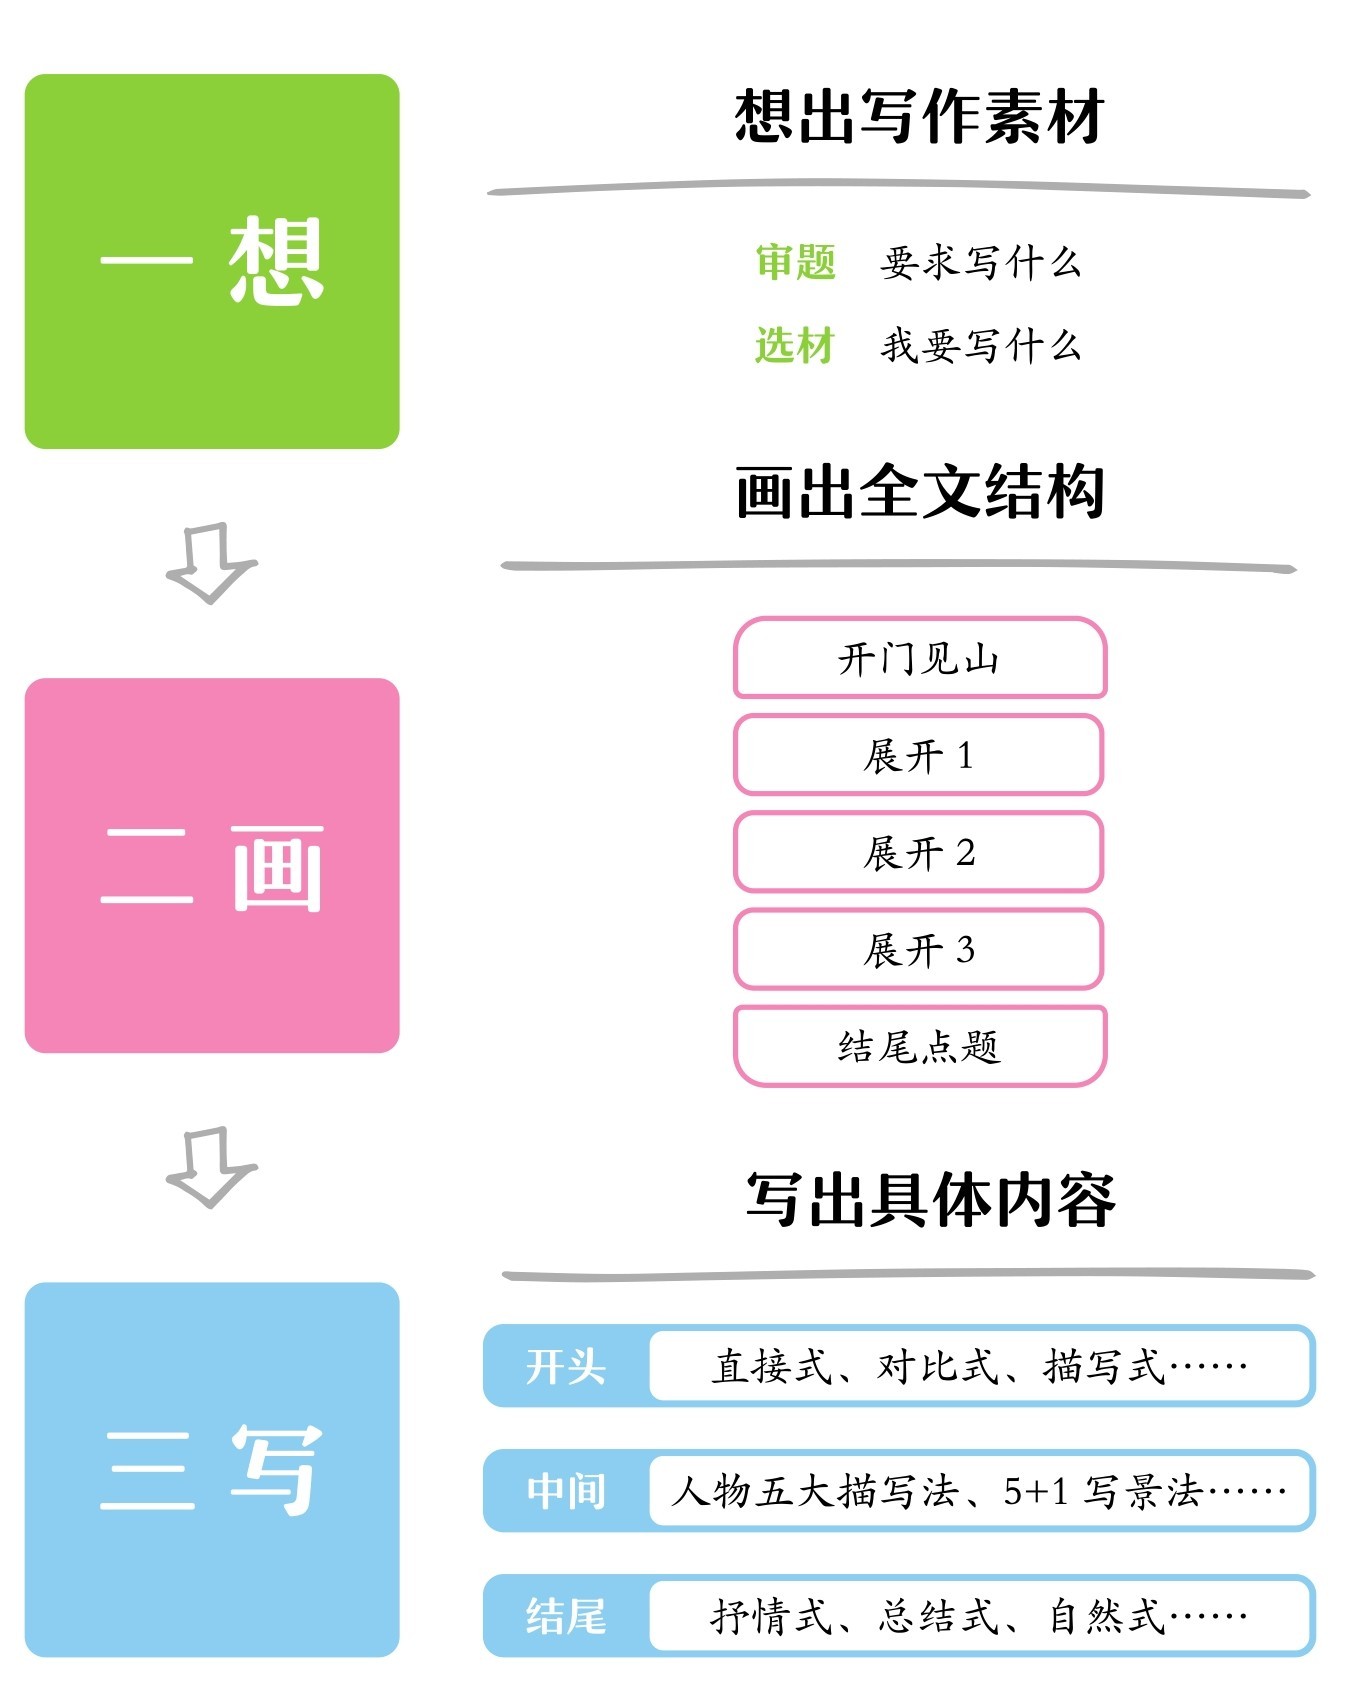 一 想
想出写作素材
审题 要求写什么
选材 我要写什么
二 画
画出全文结构
开门见山
展开 1
展开 2
展开 3
结尾点题
三 写
写出具体内容
开头 直接式、对比式、描写式……
中间 人物五大描写法、5+1 写景法……
结尾 抒情式、总结式、自然式……